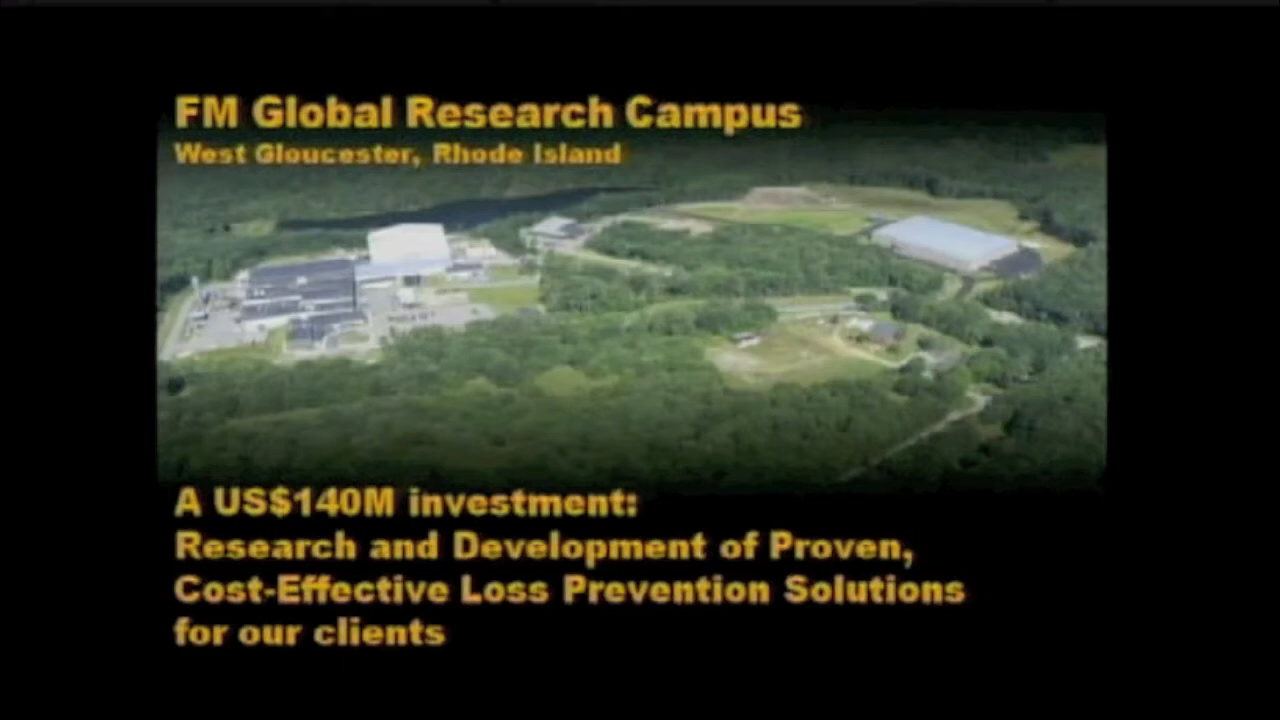 FM Global Research Campus
West Gloucester, Rhode Island
A US$140M investment:
Research and Development of Proven,
Cost-Effective Loss Prevention Solutions
for our clients